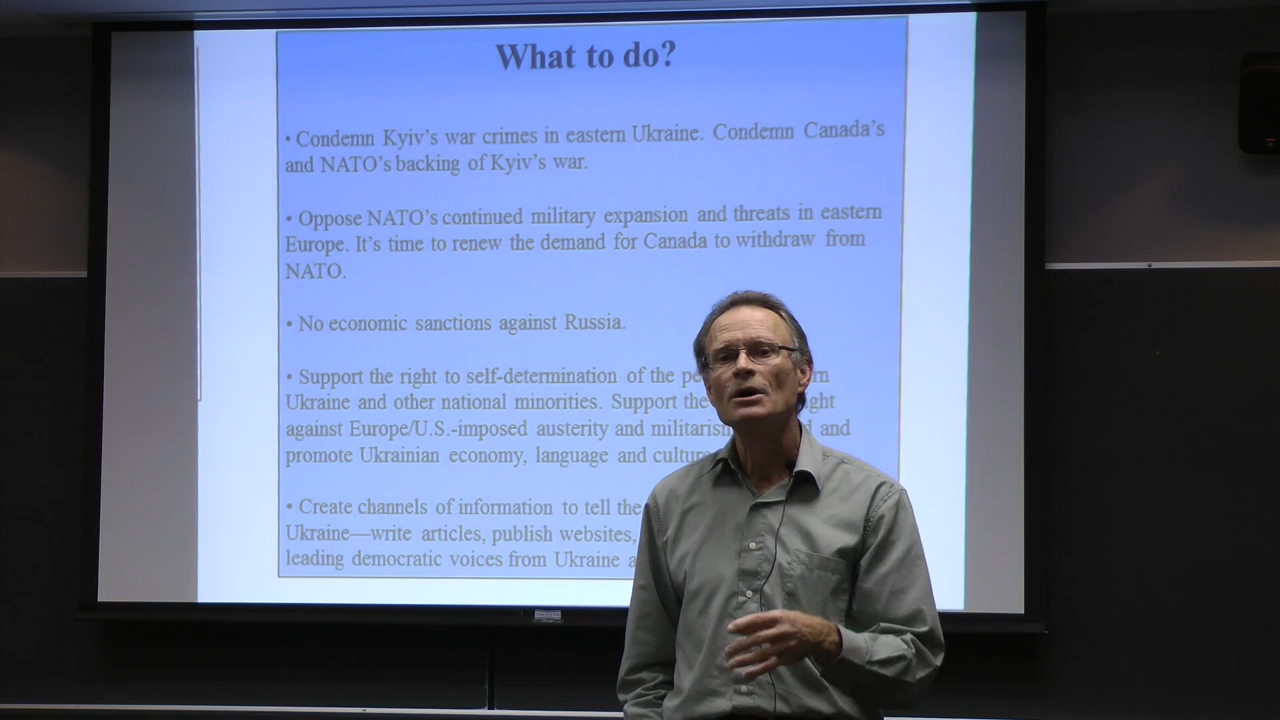 What to do?
• Condemn Kyiv's war crimes in eastern Ukraine. Condemn Canada's
and NATO's backing of Kyiv's war.
• Oppose NATO's continued military expansion and threats in eastern
Europe. It's time to renew the demand for Canada to withdraw from
NATO.
• No economic sanctions against Russia.
• Support the right to self-determination of the
Ukraine and other national minorities. Support the
against Europe/U.S.-imposed austerity and and
promote Ukrainian economy, language and
• Create channels of information to tell the
Ukraine—write articles, publish websites,
leading democratic voices from Ukraine